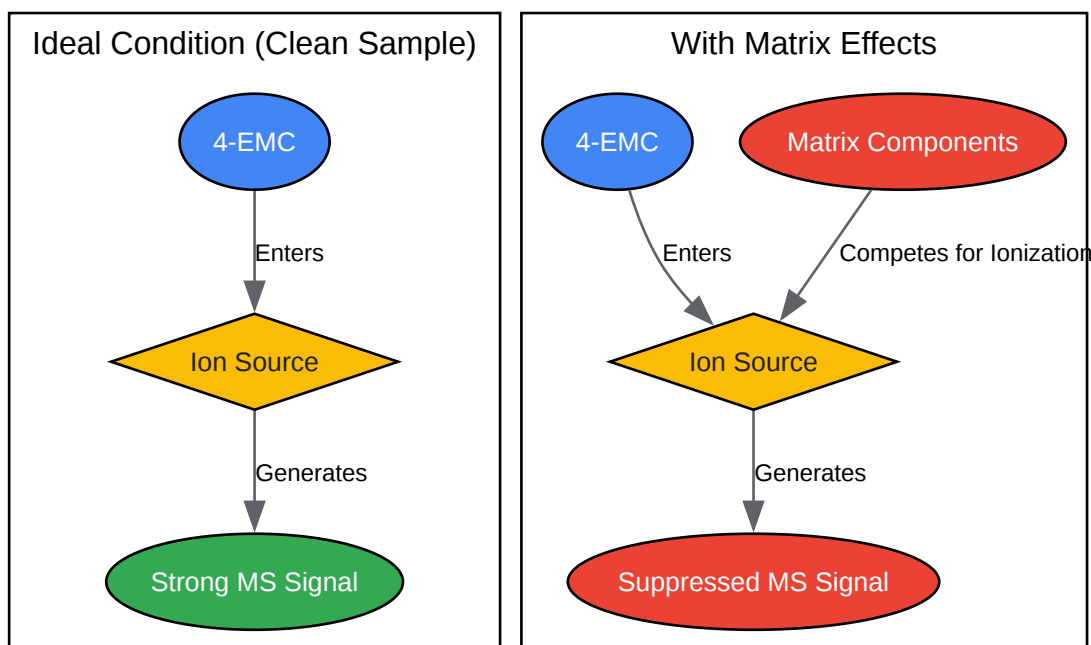 Ideal Condition (Clean Sample)
4-EMC
Enters
Ion Source
Generates
Strong MS Signal
With Matrix Effects
4-EMC
Matrix Components
Enters
Competes for Ionization
Ion Source
Generates
Suppressed MS Signal